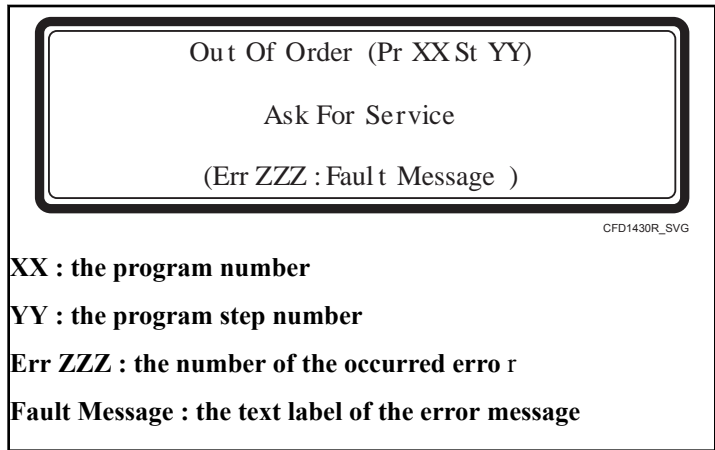 Out Of Order (Pr XX St YY)
Ask For Service
(Err ZZZ : Fault Message )
CFD1430R_SVG
XX : the program number
YY : the program step number
Err ZZZ : the number of the occurred erro r
Fault Message : the text label of the error message